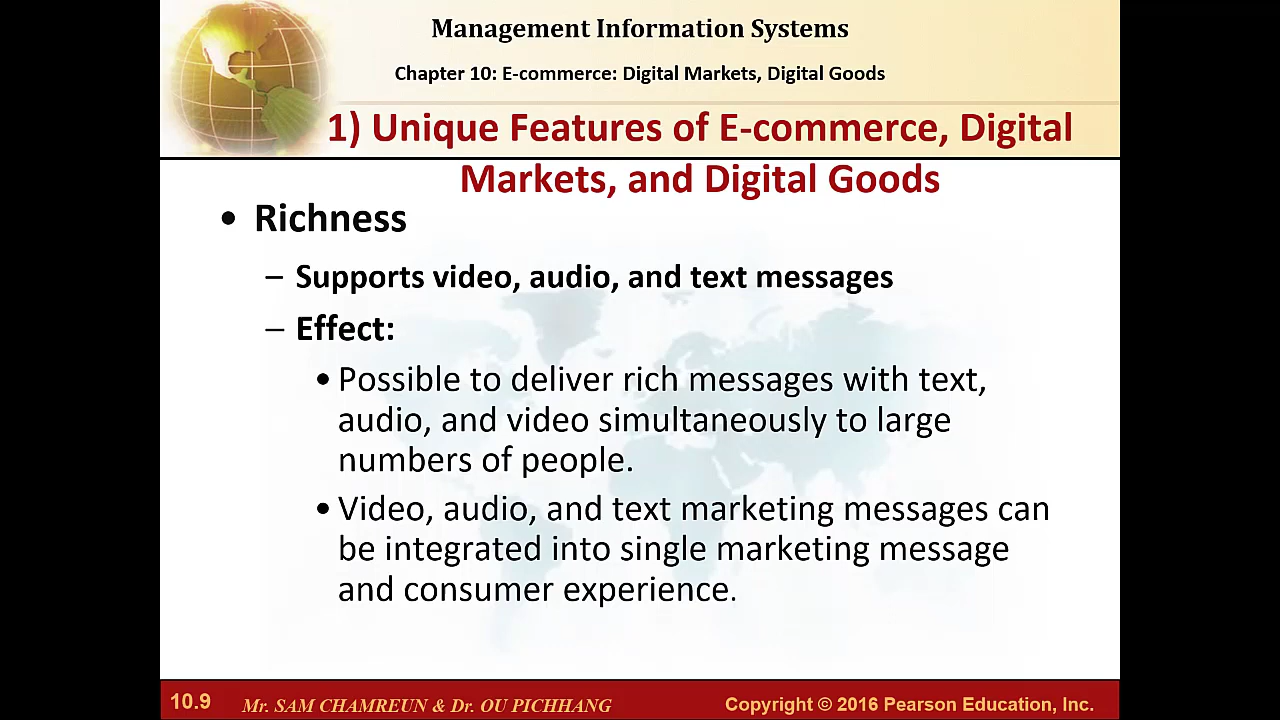 Management Information Systems
Chapter 10: E-commerce: Digital Markets, Digital Goods
1) Unique Features of E-commerce, Digital
Markets, and Digital Goods
• Richness
– Supports video, audio, and text messages
– Effect:
• Possible to deliver rich messages with text,
audio, and video simultaneously to large
numbers of people.
• Video, audio, and text marketing messages can
be integrated into single marketing message
and consumer experience.
10.9 Mr. SAM CHAMREUN & Dr. OU PICHHANG Copyright © 2016 Pearson Education, Inc.